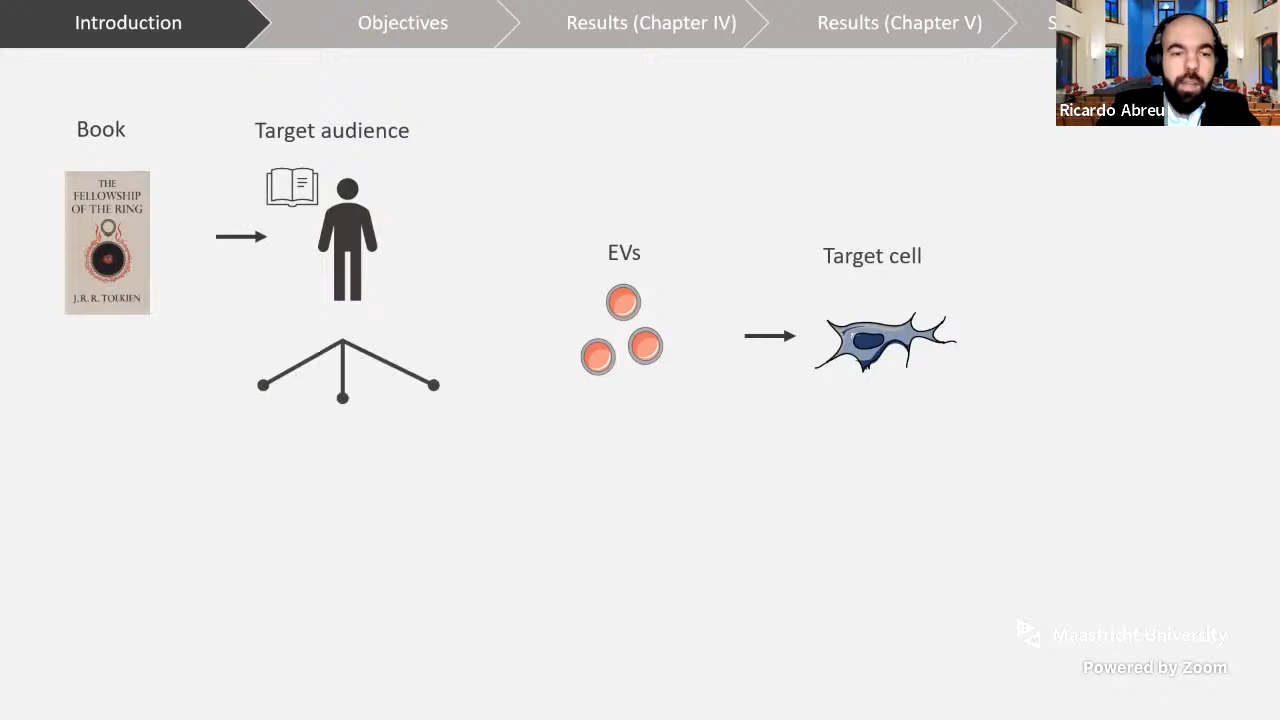 Introduction
Objectives
Results (Chapter IV)
Results (Chapter V)
S
Ricardo Abreu
Book
Target audience
THE
FELLOWSHIP
OF THE RING
J.R.R. TOLKIEN
EVs
Target cell
Maastricht University
Powered by Zoom